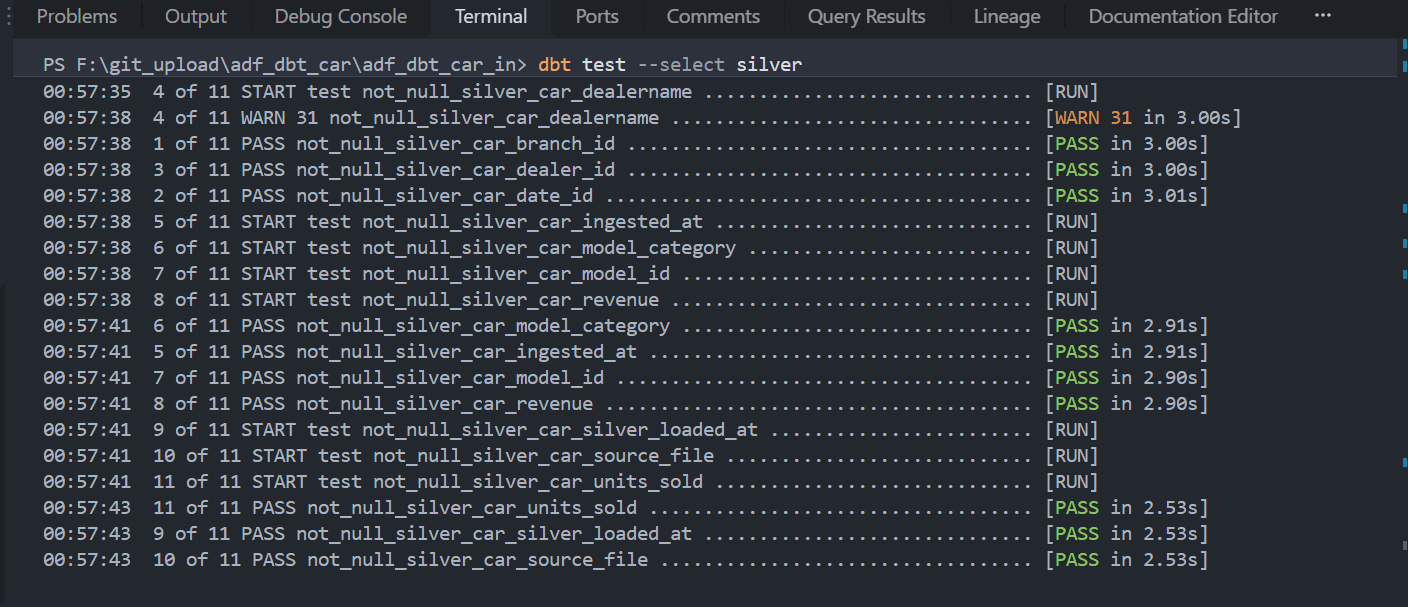 Problems Output Debug Console Terminal Ports Comments Query Results Lineage Documentation Editor ...
PS F:\git_upload\adf_dbt_car\adf_dbt_car_in> dbt test --select silver
00:57:35  4 of 11 START test not_null_silver_car_dealername .............................. [RUN]
00:57:38  4 of 11 WARN 31 not_null_silver_car_dealername ................................. [WARN 31 in 3.00s]
00:57:38  1 of 11 PASS not_null_silver_car_branch_id ..................................... [PASS in 3.00s]
00:57:38  3 of 11 PASS not_null_silver_car_dealer_id ..................................... [PASS in 3.00s]
00:57:38  2 of 11 PASS not_null_silver_car_date_id ....................................... [PASS in 3.01s]
00:57:38  5 of 11 START test not_null_silver_car_ingested_at ............................. [RUN]
00:57:38  6 of 11 START test not_null_silver_car_model_category .......................... [RUN]
00:57:38  7 of 11 START test not_null_silver_car_model_id ................................ [RUN]
00:57:38  8 of 11 START test not_null_silver_car_revenue ................................. [RUN]
00:57:41  6 of 11 PASS not_null_silver_car_model_category ................................ [PASS in 2.91s]
00:57:41  5 of 11 PASS not_null_silver_car_ingested_at ................................... [PASS in 2.91s]
00:57:41  7 of 11 PASS not_null_silver_car_model_id ...................................... [PASS in 2.90s]
00:57:41  8 of 11 PASS not_null_silver_car_revenue ....................................... [PASS in 2.90s]
00:57:41  9 of 11 START test not_null_silver_car_silver_loaded_at ........................ [RUN]
00:57:41  10 of 11 START test not_null_silver_car_source_file ............................ [RUN]
00:57:41  11 of 11 START test not_null_silver_car_units_sold ............................. [RUN]
00:57:43  11 of 11 PASS not_null_silver_car_units_sold ................................... [PASS in 2.53s]
00:57:43  9 of 11 PASS not_null_silver_car_silver_loaded_at .............................. [PASS in 2.53s]
00:57:43  10 of 11 PASS not_null_silver_car_source_file .................................. [PASS in 2.53s]